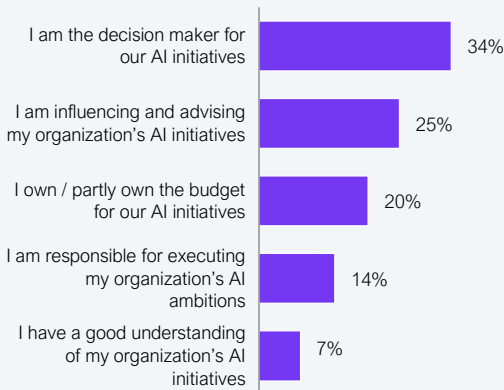 I am the decision maker for
our AI initiatives
34%
I am influencing and advising
my organization’s AI initiatives
25%
I own / partly own the budget
for our AI initiatives
20%
I am responsible for executing
my organization’s AI
ambitions
14%
I have a good understanding
of my organization’s AI
initiatives
7%